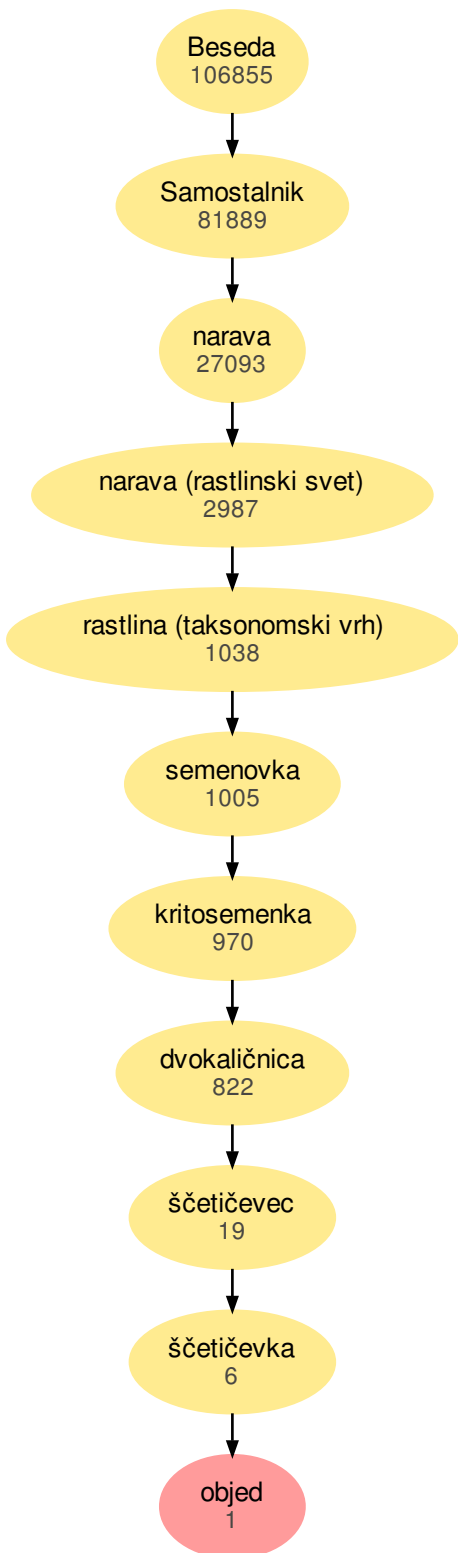 Beseda
106855
Samostalnik
81889
narava
27093
narava (rastlinski svet)
2987
rastlina (taksonomski vrh)
1038
semenovka
1005
kritosemenka
970
dvokaličnica
822
ščetičevec
19
ščetičevka
6
objed
1